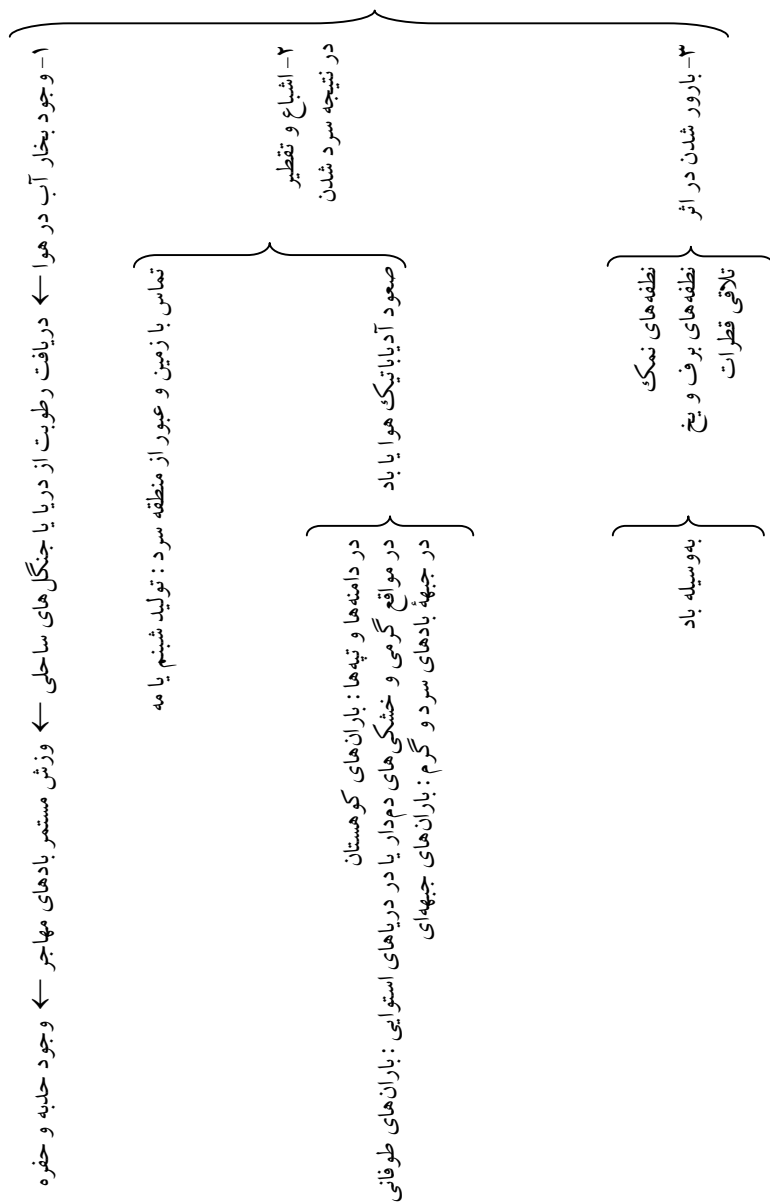 ۱- وجود بخار آب در هوا ← دریافت رطوبت از دریا یا جنگل‌های ساحلی ← وزش مستمر بادهای مهاجر ← وجود حدبه و حفره
۲- اشباع و تقطیر
در نتیجه سرد شدن
تماس با زمین و عبور از منطقه سرد : تولید شبنم یا مه
صعود آدیاباتیک هوا یا باد
در دامنه‌ها و تپه‌ها : باران‌های کوهستان
در مواقع گرمی و خشکی‌های دم‌دار یا در دریاهای استوایی : باران‌های طوفانی
در جبههٔ بادهای سرد و گرم : باران‌های جبهه‌ای
۳- بارور شدن در اثر
نطفه‌های نمک
نطفه‌های برف و یخ
تلاقی قطرات
به‌وسیله باد